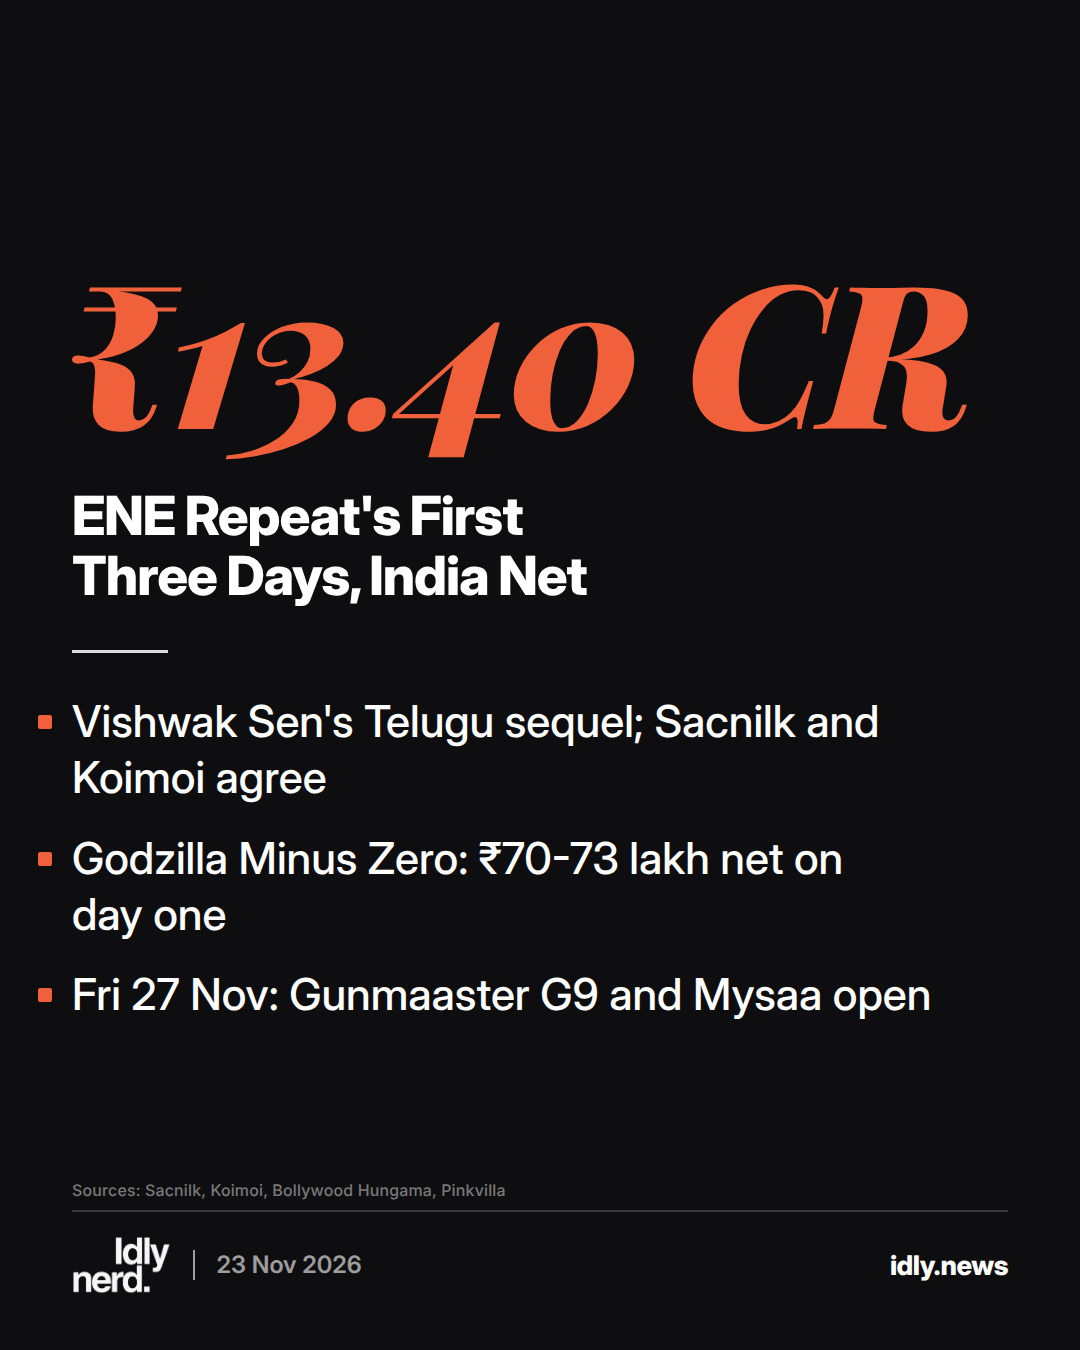 ₹13.40 CR
ENE Repeat's First
Three Days, India Net
Vishwak Sen's Telugu sequel; Sacnilk and
Koimoi agree
Godzilla Minus Zero: ₹70-73 lakh net on
day one
Fri 27 Nov: Gunmaaster G9 and Mysaa open
Sources: Sacnilk, Koimoi, Bollywood Hungama, Pinkvilla
Idly
nerd.
23 Nov 2026
idly.news